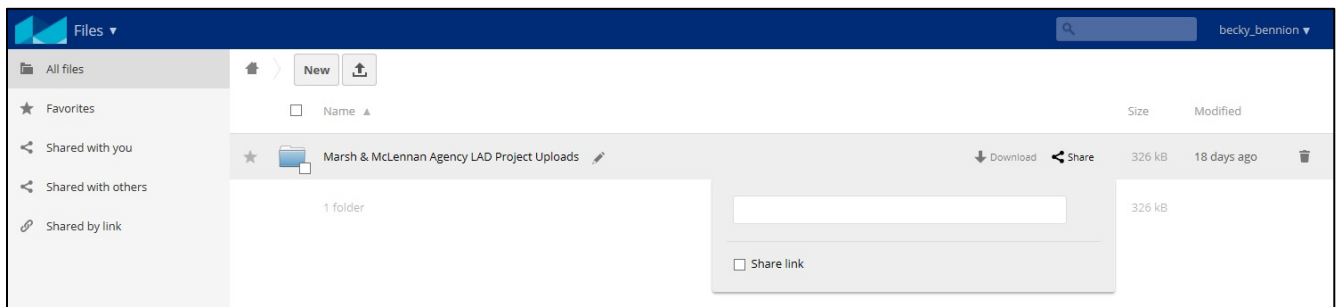 Files ▾
becky_bennion ▾
All files
New
Favorites
Name ▲ Size Modified
Shared with you
Marsh & McLennan Agency LAD Project Uploads Download Share 326 kB 18 days ago
Shared with others
1 folder 326 kB
Shared by link
Share link